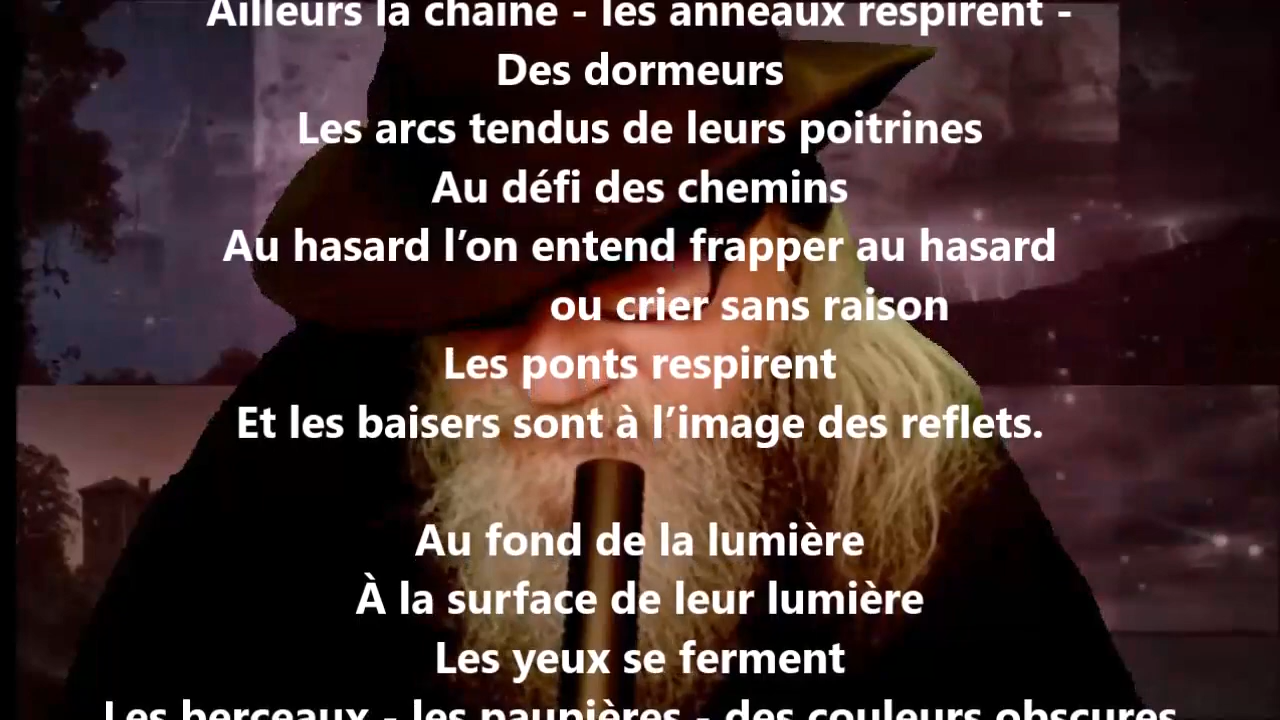 Ailleurs la chaîne - les anneaux respirent -
Des dormeurs
Les arcs tendus de leurs poitrines
Au défi des chemins
Au hasard l’on entend frapper au hasard
ou crier sans raison
Les ponts respirent
Et les baisers sont à l’image des reflets.
Au fond de la lumière
À la surface de leur lumière
Les yeux se ferment
Les berceaux - les paupières - des couleurs obscures